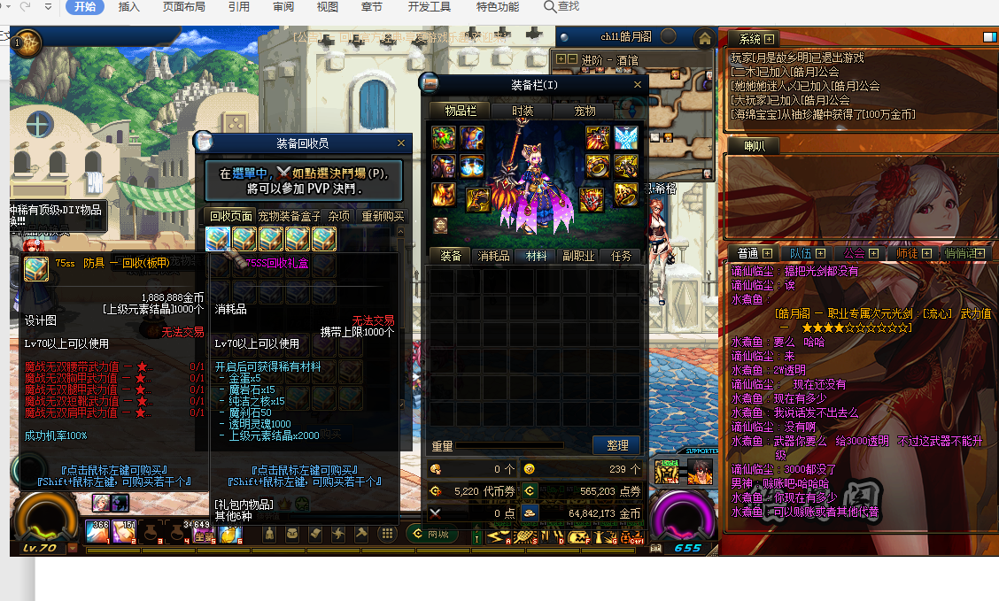 开始 插入 页面布局 引用 审阅 视图 章节 开发工具 特色功能 查找
1
ch11.皓月阁
进阶 - 酒馆
装备栏(I)
物品栏 时装 宠物
装备 消耗品 材料 副职业 任务
重量
整理
0 个
239 个
5,220 代币券
565,203 点券
0 点
64,842,173 金币
装备回收员
在選單中,
如點選決鬥場(P),
將可以參加 PVP 決鬥.
回收页面 宠物装备盒子 杂项 重新购买
种稀有顶级,DIY物品
换!!!
75ss 防具 — 回收(板甲)
1,888,888金币
[上级元素结晶]1000个
设计图
无法交易
Lv70以上可以使用
魔战无双腰带武力值 — ★.. 0/1
魔战无双胸甲武力值 — ★.. 0/1
魔战无双腿甲武力值 — ★.. 0/1
魔战无双短靴武力值 — ★.. 0/1
魔战无双肩甲武力值 — ★.. 0/1
成功机率100%
『点击鼠标左键可购买』
『Shift+鼠标左键, 可购买若干个』
75SS回收礼盒
消耗品
无法交易
携带上限1000个
Lv70以上可以使用
开启后可获得稀有材料
- 金蛋x5
- 魔岩石x15
- 纯洁之核x15
- 魔刹石50
- 透明灵魂1000
- 上级元素结晶x2000
『点击鼠标左键可购买』
『Shift+鼠标左键, 可购买若干个』
[礼包内物品]
其他6种
Lv.70
366
151
商城
SUPPORTER
655
系统
玩家[月是故乡明]已退出游戏
[二木]已加入[皓月]公会
[她她她迷人乂]已加入[皓月]公会
[大玩家]已加入[皓月]公会
[海绵宝宝]从袖珍罐中获得了[100万金币]
喇叭
普通 队伍 公会 师徒 悄悄话
谪仙临尘：搞把光剑都没有
谪仙临尘：诶
水煮鱼：
[皓月阁 — 职业专属次元光剑：[流心] 武力值
— ★★★★☆☆☆☆☆☆]
水煮鱼：要么 哈哈
谪仙临尘：来
水煮鱼：2W透明
谪仙临尘： 现在还没有
水煮鱼：现在有多少
水煮鱼：我说话发不出去么
谪仙临尘：没有啊
水煮鱼：武器你要么 给3000透明 不过这武器不能升
级
谪仙临尘：3000都没了
男神：赊账吧.哈哈哈
水煮鱼：你现在有多少
水煮鱼：可以赊账或者其他代替